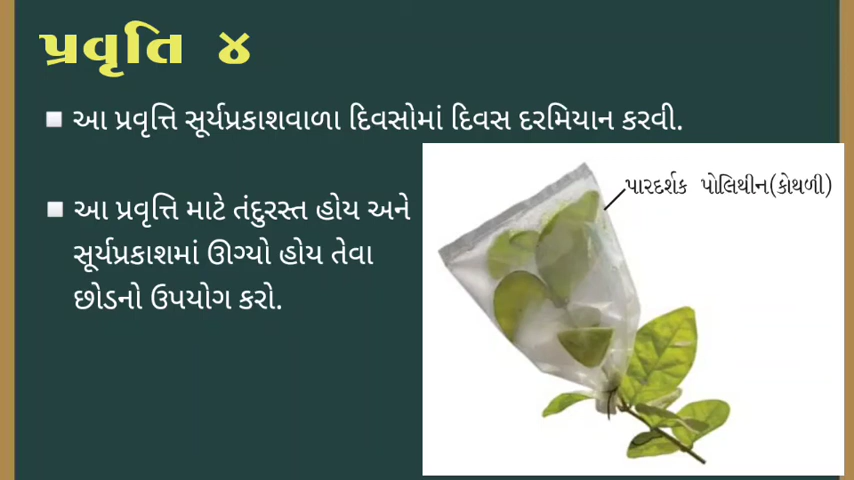 પ્રવૃતિ ૪
આ પ્રવૃત્તિ સૂર્યપ્રકાશવાળા દિવસોમાં દિવસ દરમિયાન કરવી.
આ પ્રવૃત્તિ માટે તંદુરસ્ત હોય અને
સૂર્યપ્રકાશમાં ઊગ્યો હોય તેવા
છોડનો ઉપયોગ કરો.
પારદર્શક પોલિથીન(કોથળી)